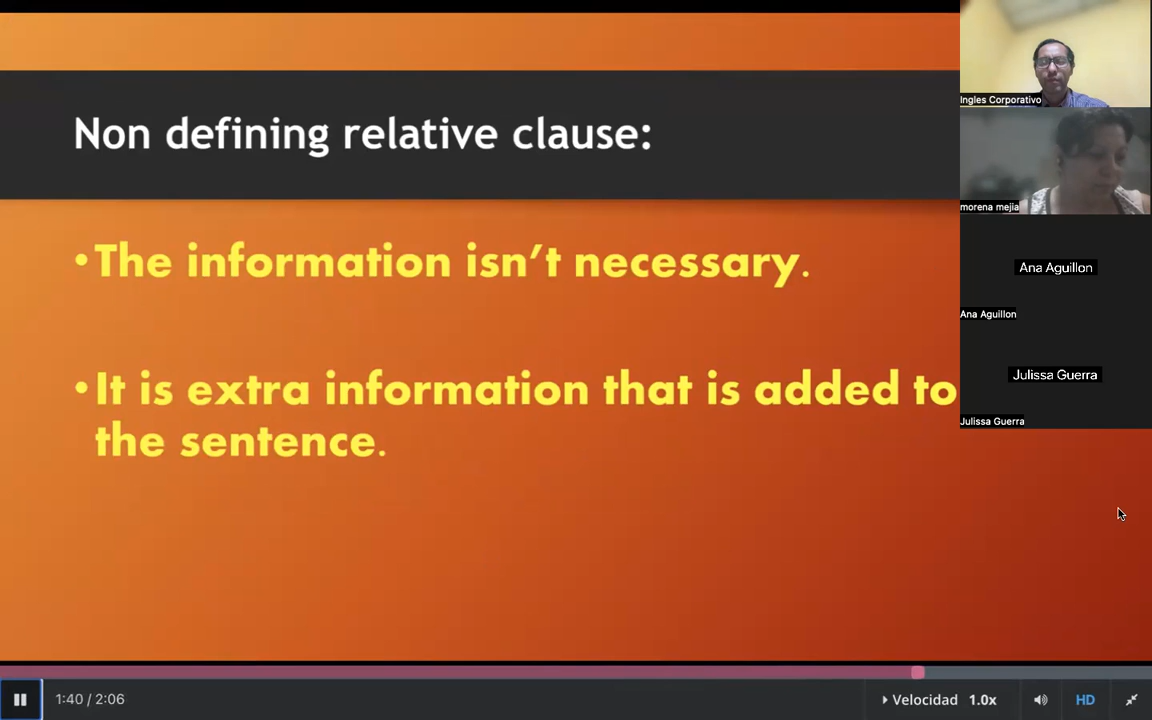 Non defining relative clause:
•The information isn't necessary.
•It is extra information that is added to
the sentence.
Ingles Corporativo
morena mejia
Ana Aguillon
Ana Aguillon
Julissa Guerra
Julissa Guerra
1:40 / 2:06
Velocidad 1.0x
HD